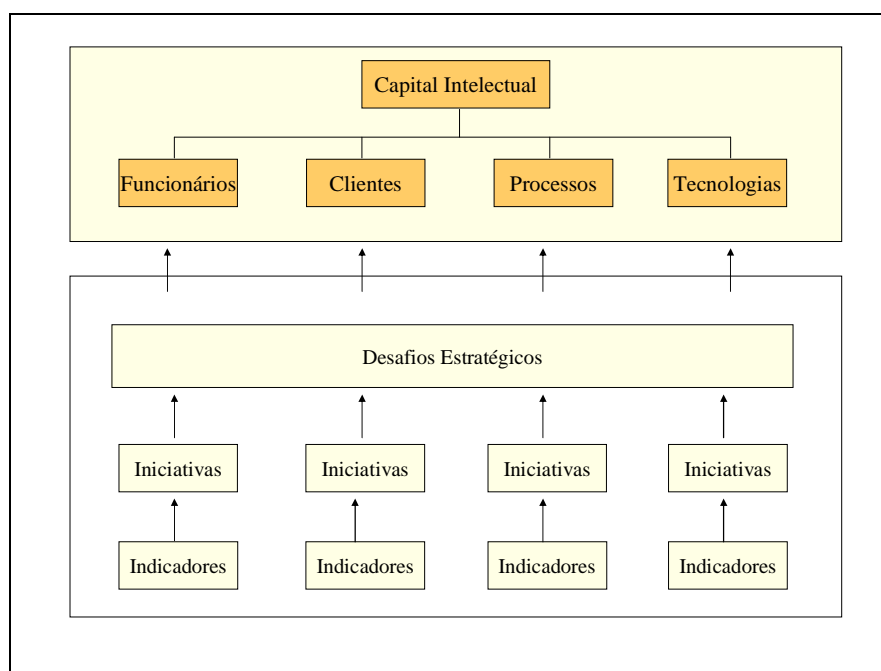 Capital Intelectual
Funcionários
Clientes
Processos
Tecnologias
Desafios Estratégicos
Iniciativas
Iniciativas
Iniciativas
Iniciativas
Indicadores
Indicadores
Indicadores
Indicadores